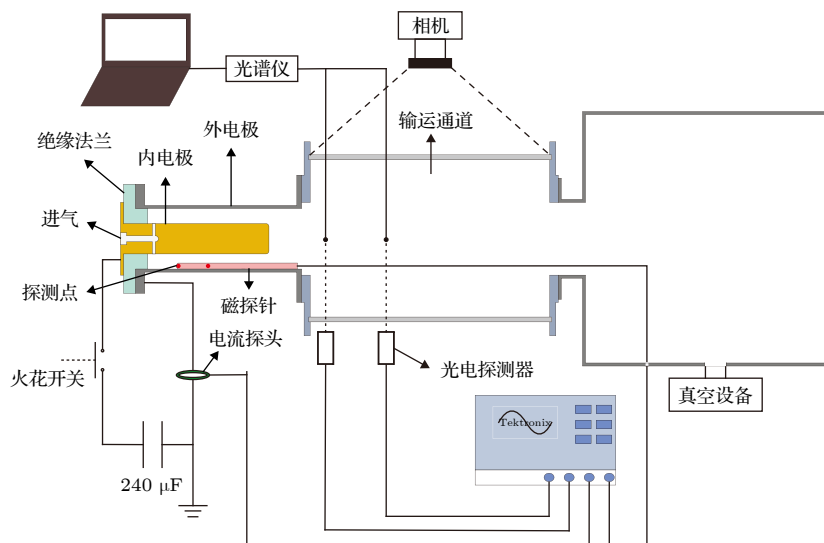 相机
光谱仪
输运通道
外电极
绝缘法兰
内电极
进气
探测点
磁探针
电流探头
火花开关
光电探测器
真空设备
Tektronix
240 μF